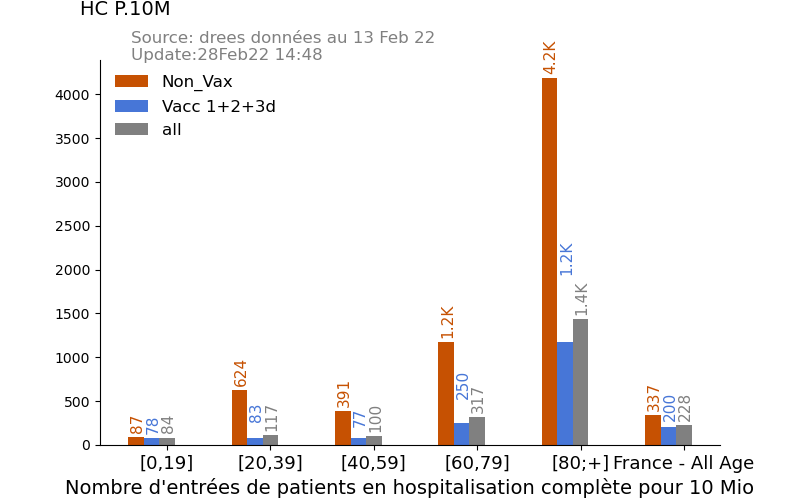 HC P.10M
Source: drees données au 13 Feb 22
Update:28Feb22 14:48
Non_Vax
Vacc 1+2+3d
all
4000
3500
3000
2500
2000
1500
1000
500
0
87
78
84
624
83
117
391
77
100
1.2K
250
317
4.2K
1.2K
1.4K
337
200
228
[0,19]
[20,39]
[40,59]
[60,79]
[80;+]
France - All Age
Nombre d'entrées de patients en hospitalisation complète pour 10 Mio